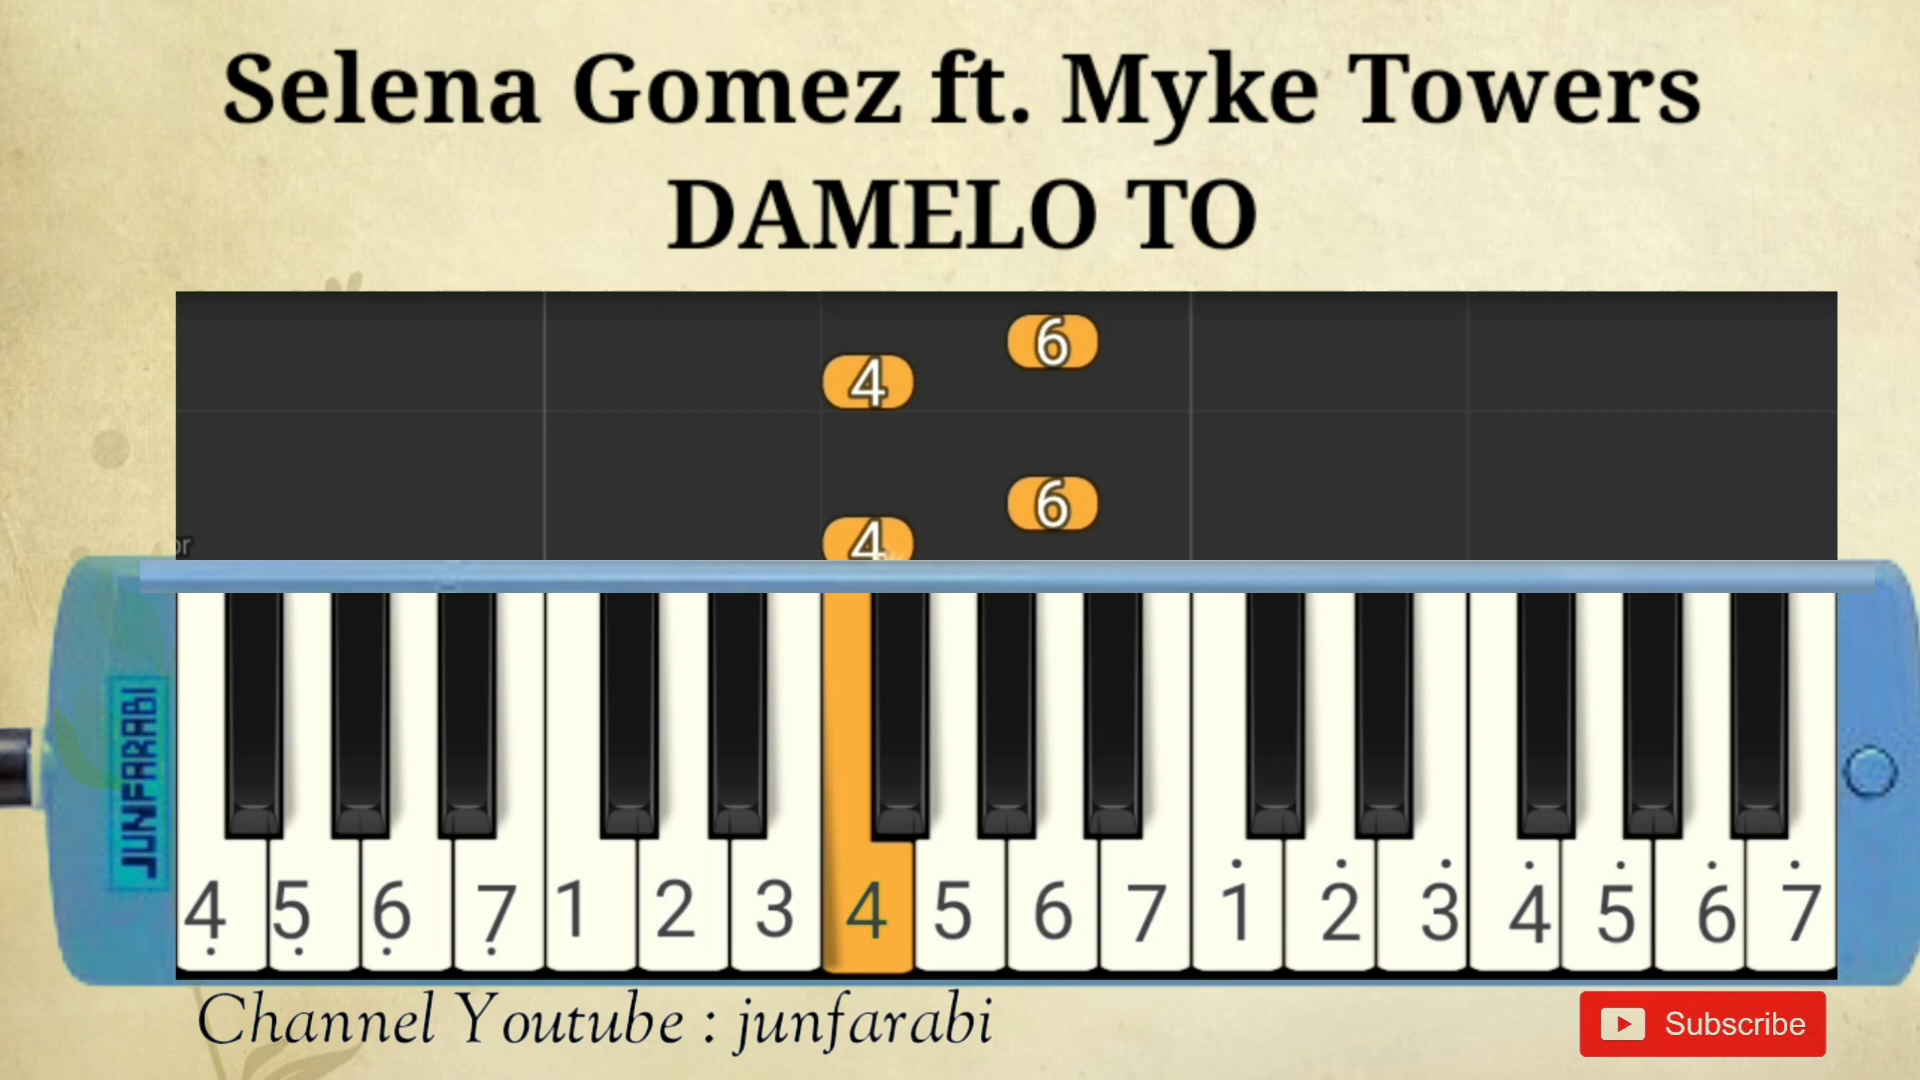 Selena Gomez ft. Myke Towers
DAMELO TO
6
4
6
4
or
JUNFARABI
4̣ 5̣ 6̣ 7̣ 1 2 3 4 5 6 7 1̇ 2̇ 3̇ 4̇ 5̇ 6̇ 7̇
Channel Youtube : junfarabi
Subscribe